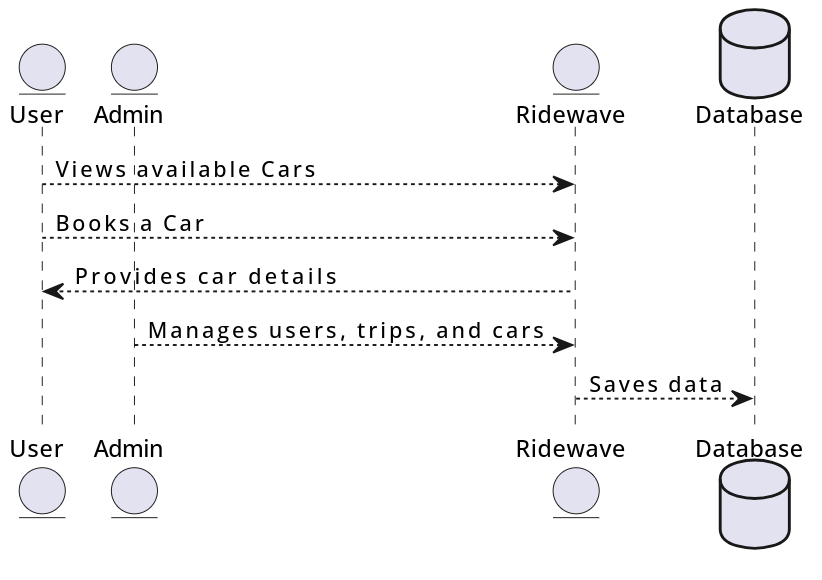 User Admin Ridewave Database
Views available Cars
Books a Car
Provides car details
Manages users, trips, and cars
Saves data
User Admin Ridewave Database